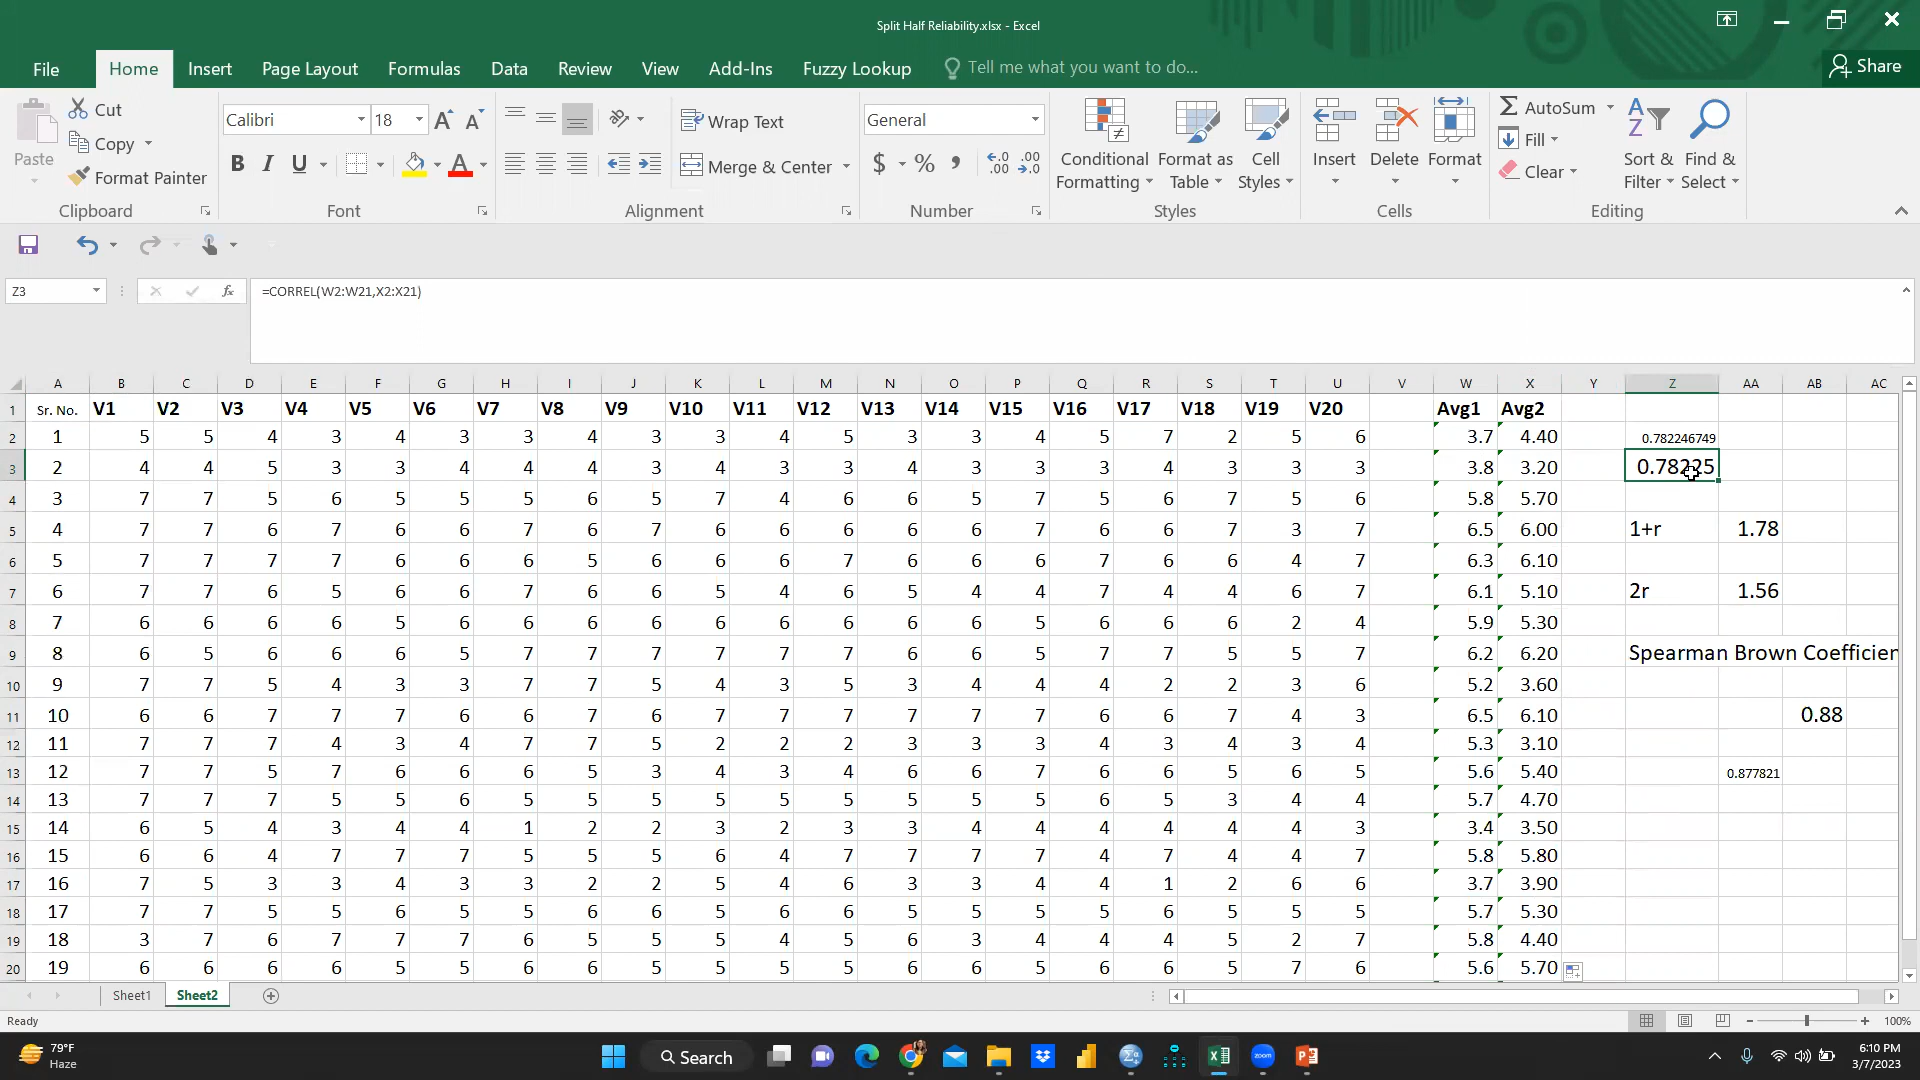 Split Half Reliability.xlsx - Excel
File Home Insert Page Layout Formulas Data Review View Add-Ins Fuzzy Lookup Tell me what you want to do... Share
Paste Cut Copy Format Painter Clipboard
Calibri 18 A A B I U A Font
Wrap Text Merge & Center Alignment
General $ % , .00 .00 Number
Conditional Formatting Format as Table Cell Styles Styles
Insert Delete Format Cells
AutoSum Fill Clear Sort & Filter Find & Select Editing
Z3 fx =CORREL(W2:W21,X2:X21)
A B C D E F G H I J K L M N O P Q R S T U V W X Y Z AA AB AC
1 Sr. No. V1 V2 V3 V4 V5 V6 V7 V8 V9 V10 V11 V12 V13 V14 V15 V16 V17 V18 V19 V20 Avg1 Avg2
2 1 5 5 4 3 4 3 3 4 3 3 4 5 3 3 4 5 7 2 5 6 3.7 4.40 0.782246749
3 2 4 4 5 3 3 4 4 4 3 4 3 3 4 3 3 3 4 3 3 3 3.8 3.20 0.78225
4 3 7 7 5 6 5 5 6 6 5 7 4 6 6 5 7 5 6 7 5 6 5.8 5.70
5 4 7 7 6 7 6 6 7 6 7 6 6 6 6 6 7 6 6 7 3 7 6.5 6.00 1+r 1.78
6 5 7 7 7 7 6 6 6 5 6 6 6 7 6 6 6 7 6 6 4 7 6.3 6.10
7 6 7 7 6 5 6 6 7 6 6 5 4 6 5 4 4 7 4 4 6 7 6.1 5.10 2r 1.56
8 7 6 6 6 6 5 6 6 6 6 6 6 6 6 6 5 6 6 2 4 5.9 5.30
9 8 6 5 6 6 6 5 7 7 7 7 7 7 6 6 5 7 7 5 5 7 6.2 6.20 Spearman Brown Coefficien
10 9 7 7 5 4 3 3 7 7 5 4 3 5 3 4 4 4 2 2 3 6 5.2 3.60
11 10 6 6 7 7 7 6 6 7 6 7 7 7 7 7 6 6 7 4 3 6.5 6.10 0.88
12 11 7 7 7 4 3 4 7 7 5 2 2 2 3 3 3 4 3 4 3 4 5.3 3.10
13 12 7 7 5 7 6 6 6 5 3 4 3 4 6 6 7 6 6 5 6 5 5.6 5.40 0.877821
14 13 7 7 7 5 5 6 5 5 5 5 5 5 5 5 5 6 5 3 4 4 5.7 4.70
15 14 6 5 4 3 4 4 1 2 2 3 2 3 3 4 4 4 4 4 4 3 3.4 3.50
16 15 6 6 4 7 7 7 5 5 5 6 4 7 7 7 7 4 7 4 4 7 5.8 5.80
17 16 7 5 3 3 4 3 3 2 2 5 4 6 3 3 4 4 1 2 6 6 3.7 3.90
18 17 7 7 5 5 6 5 5 6 6 5 6 6 5 5 5 5 6 5 5 5 5.7 5.30
19 18 3 7 6 7 7 7 6 5 5 5 4 5 6 3 4 4 4 5 2 7 5.8 4.40
20 19 6 6 6 6 5 5 6 5 5 5 5 5 6 6 5 6 6 5 7 6 5.6 5.70
Sheet1 Sheet2
Ready 100%
79°F Haze Search zoom 6:10 PM 3/7/2023